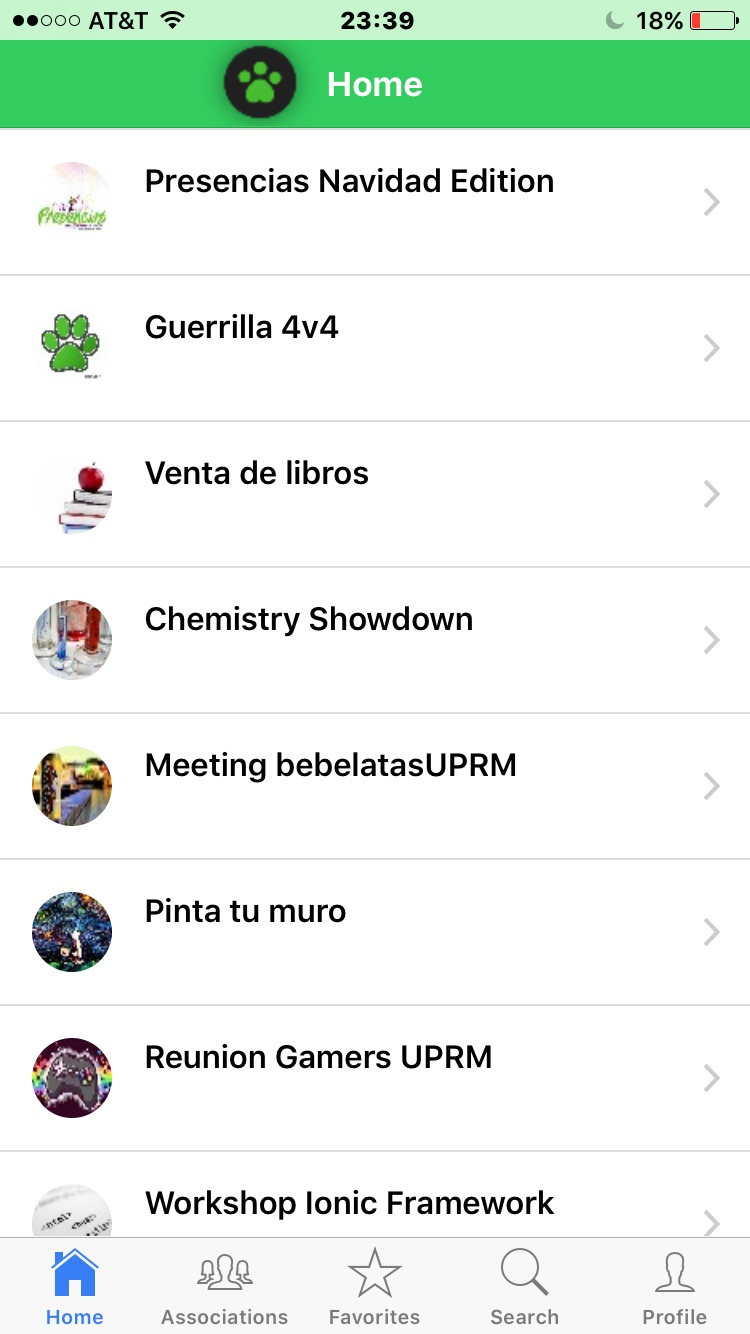 AT&T 23:39 18%
Home
Presencias Navidad Edition
Presencias
Guerrilla 4v4
Venta de libros
Chemistry Showdown
Meeting bebelatasUPRM
Pinta tu muro
Reunion Gamers UPRM
Workshop Ionic Framework
Home Associations Favorites Search Profile